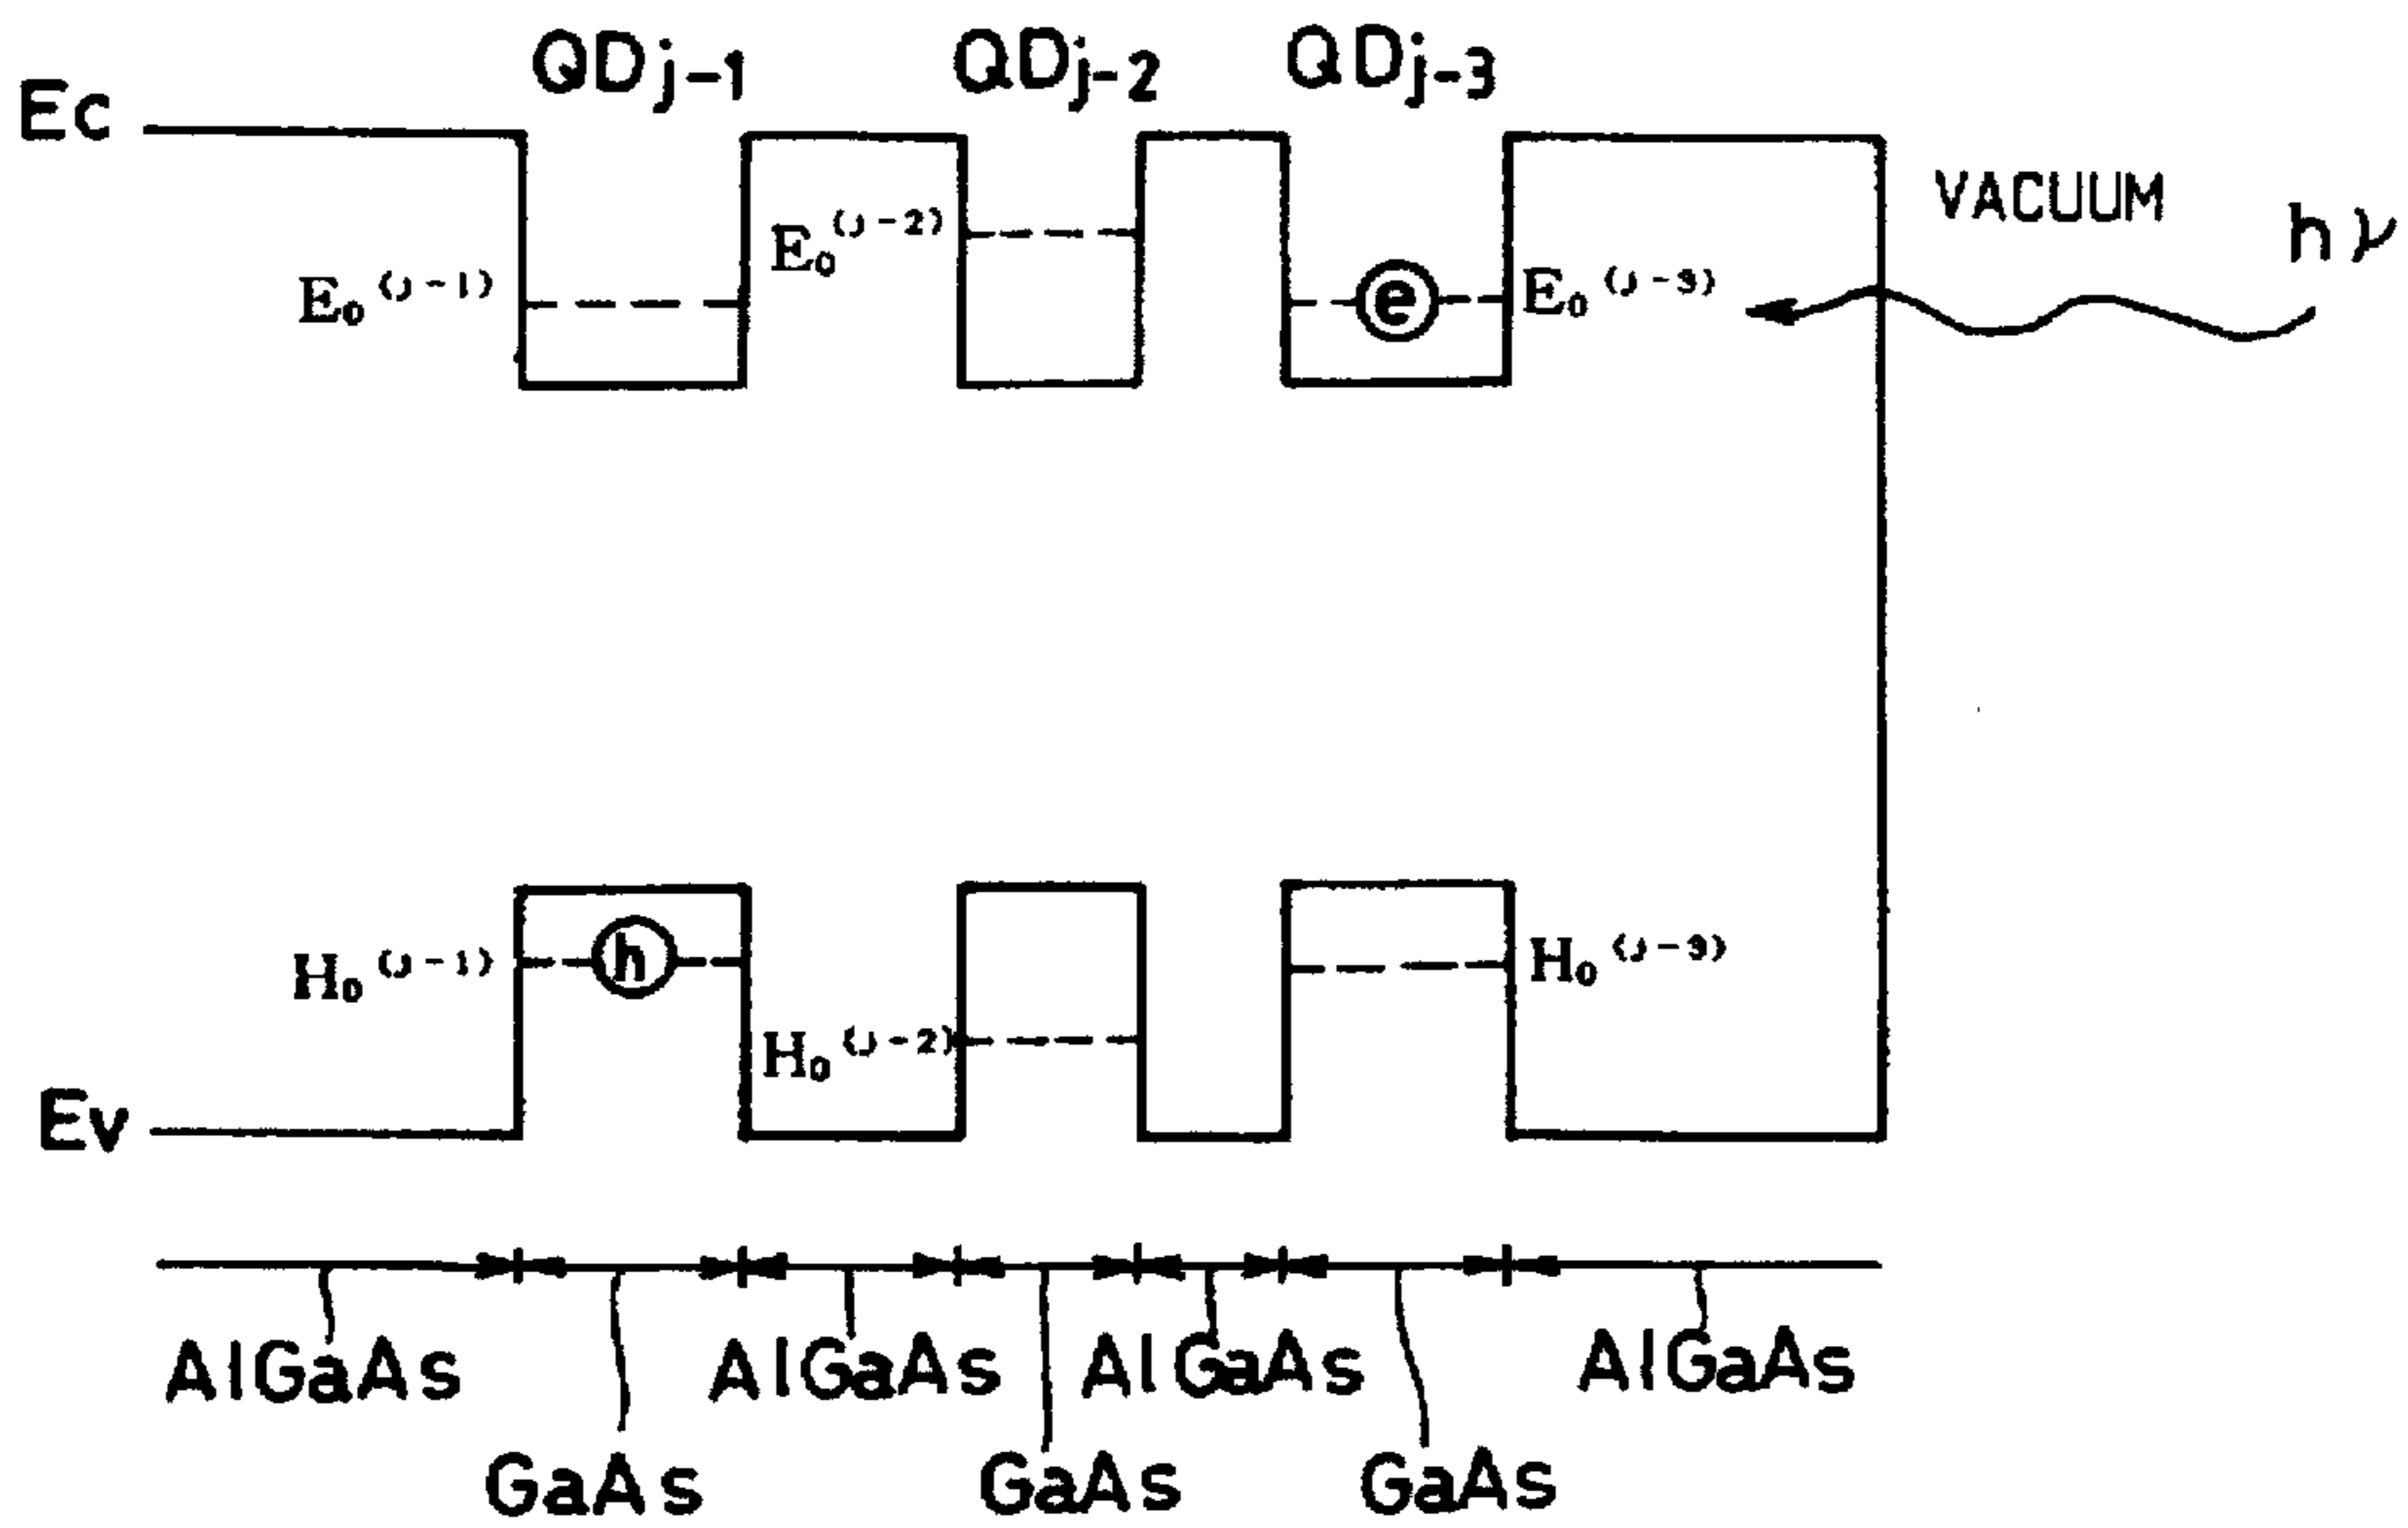 QDj-1 QDj-2 QDj-3
Ec
VACUUM
hν
E0(j-2)
E0(j-1)
e
E0(j-3)
h
H0(j-1)
H0(j-3)
H0(j-2)
Ev
AlGaAs AlGaAs AlGaAs AlGaAs
GaAs GaAs GaAs